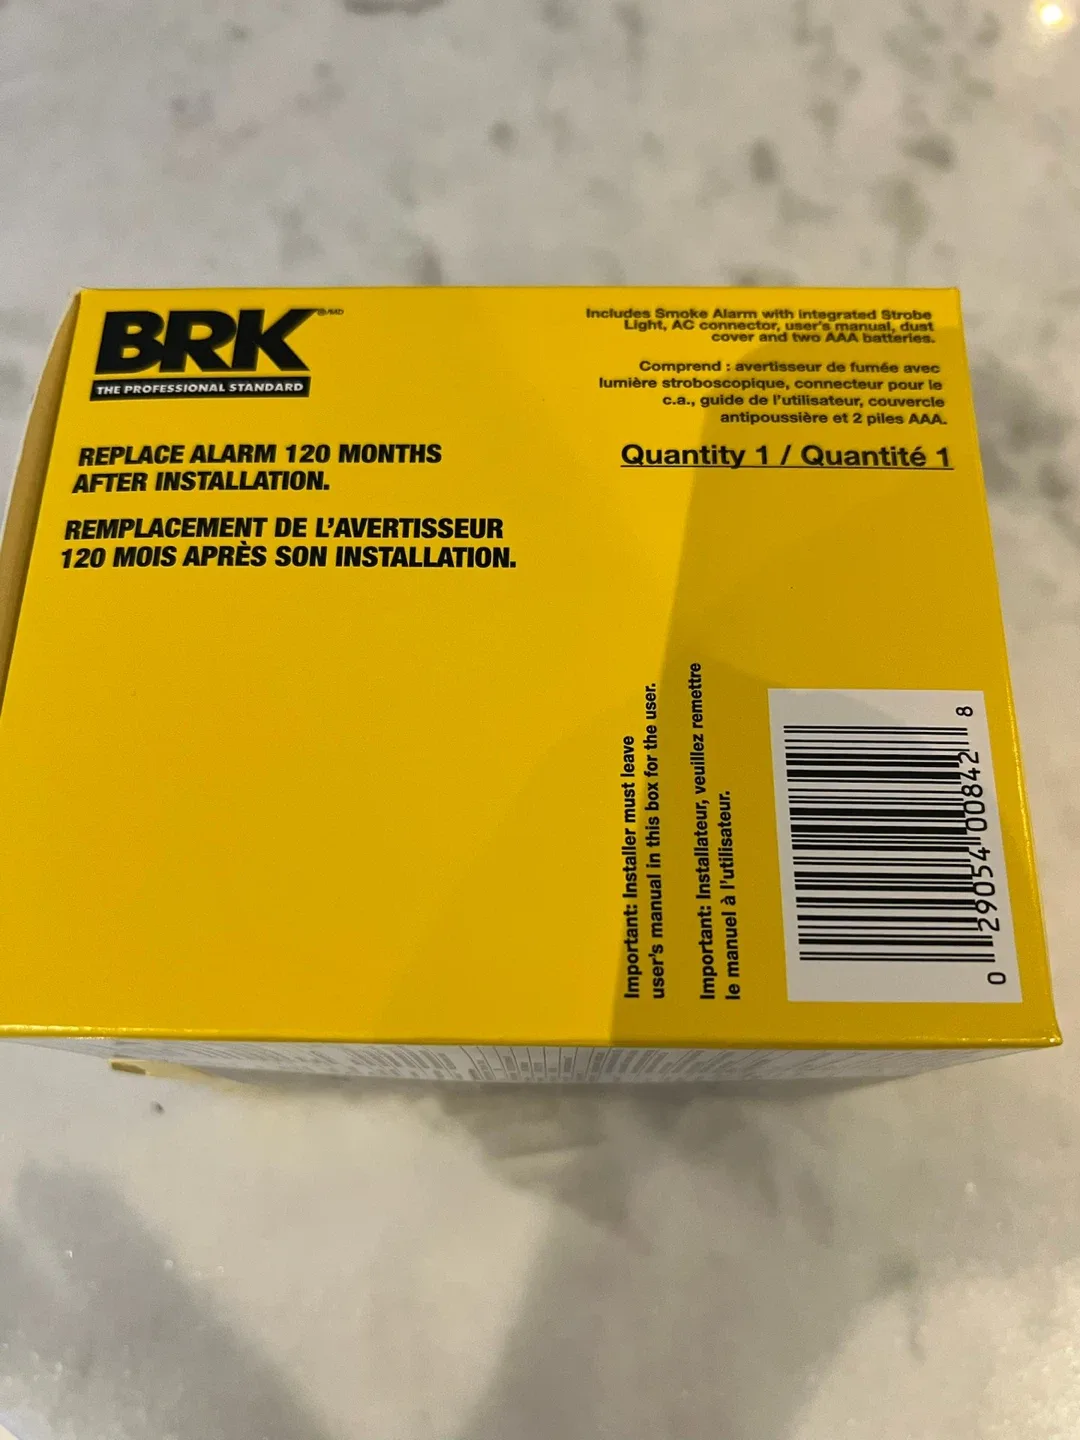 BRK ®/MD
THE PROFESSIONAL STANDARD
REPLACE ALARM 120 MONTHS
AFTER INSTALLATION.
REMPLACEMENT DE L'AVERTISSEUR
120 MOIS APRÈS SON INSTALLATION.
Includes Smoke Alarm with integrated Strobe
Light, AC connector, user's manual, dust
cover and two AAA batteries.
Comprend : avertisseur de fumée avec
lumière stroboscopique, connecteur pour le
c.a., guide de l'utilisateur, couvercle
antipoussière et 2 piles AAA.
Quantity 1 / Quantité 1
Important: Installer must leave
user's manual in this box for the user.
Important: Installateur, veuillez remettre
le manuel à l'utilisateur.
0 29054 00842 8